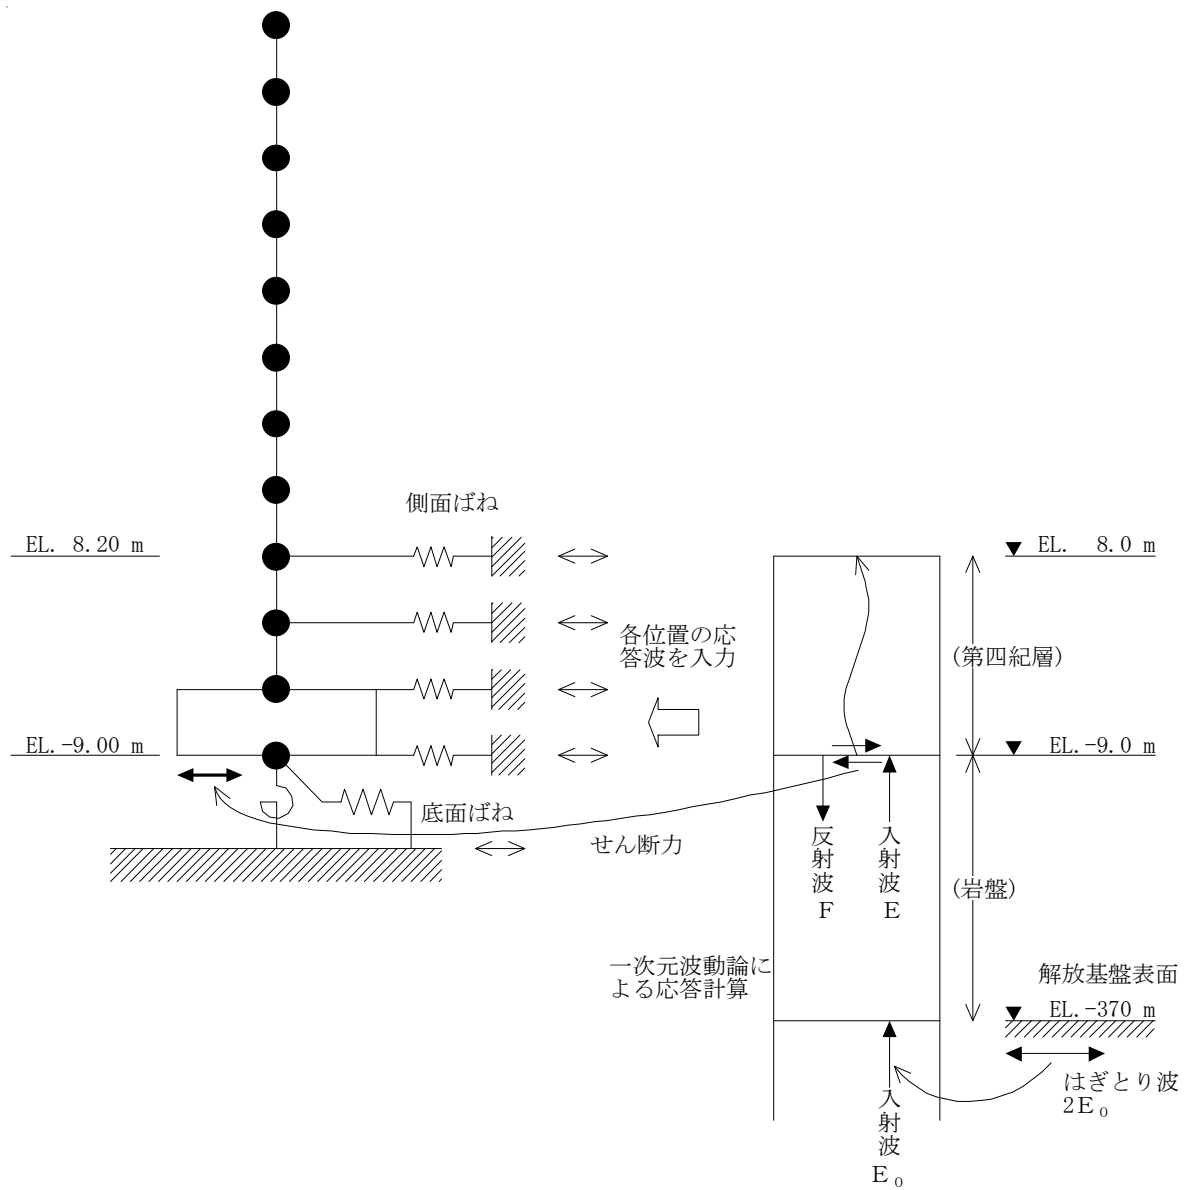 側面ばね
EL. 8.20 m
EL. 8.0 m
各位置の応
答波を入力
(第四紀層)
EL.-9.00 m
EL.-9.0 m
底面ばね
せん断力
反射波F
入射波E
(岩盤)
一次元波動論に
よる応答計算
解放基盤表面
EL.-370 m
はぎとり波
2E₀
入射波E₀